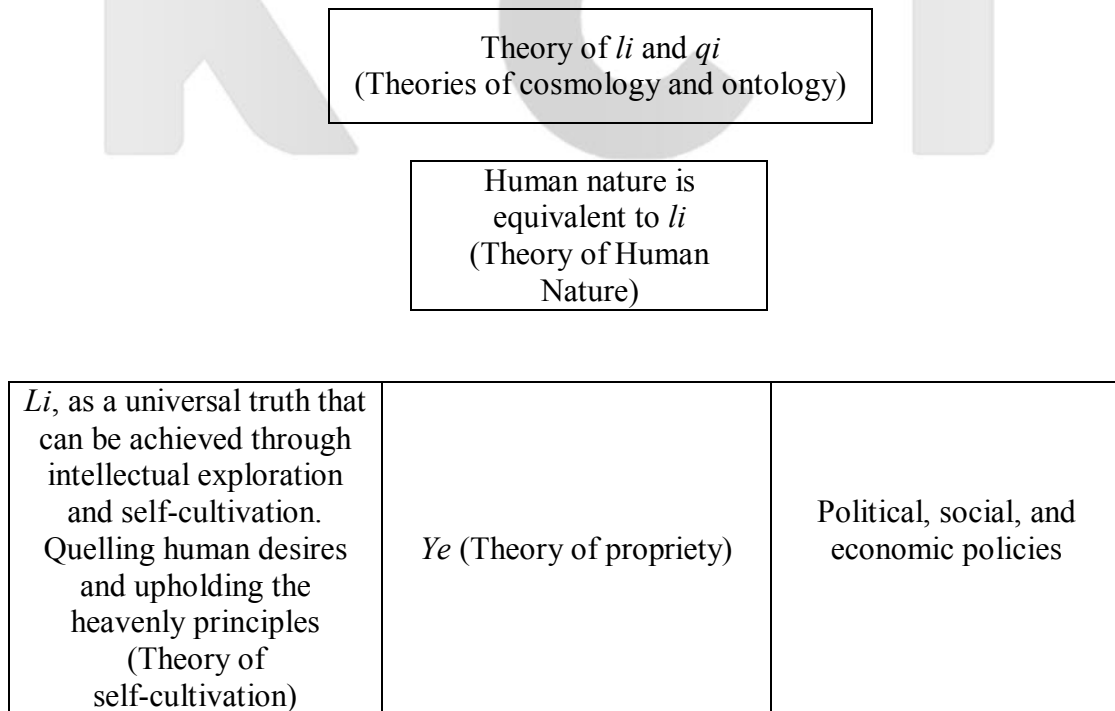 KCI
Theory of li and qi
(Theories of cosmology and ontology)
Human nature is
equivalent to li
(Theory of Human
Nature)
Li, as a universal truth that
can be achieved through
intellectual exploration
and self-cultivation.
Quelling human desires
and upholding the
heavenly principles
(Theory of
self-cultivation)
Ye (Theory of propriety)
Political, social, and
economic policies